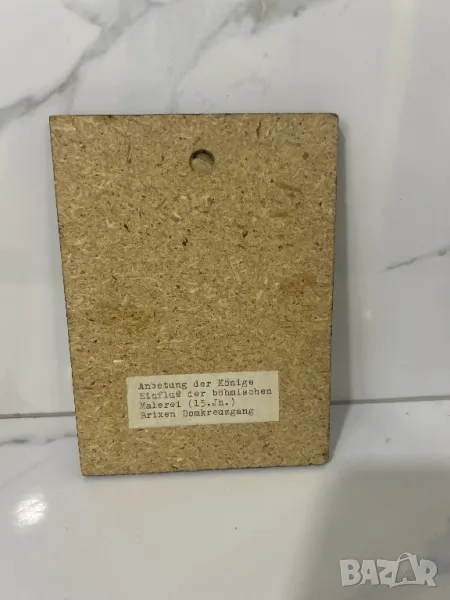 Anbetung der Könige
Einfluß der böhmischen
Malerei (15.Jh.)
Brixen Domkreuzgang
BAZAR